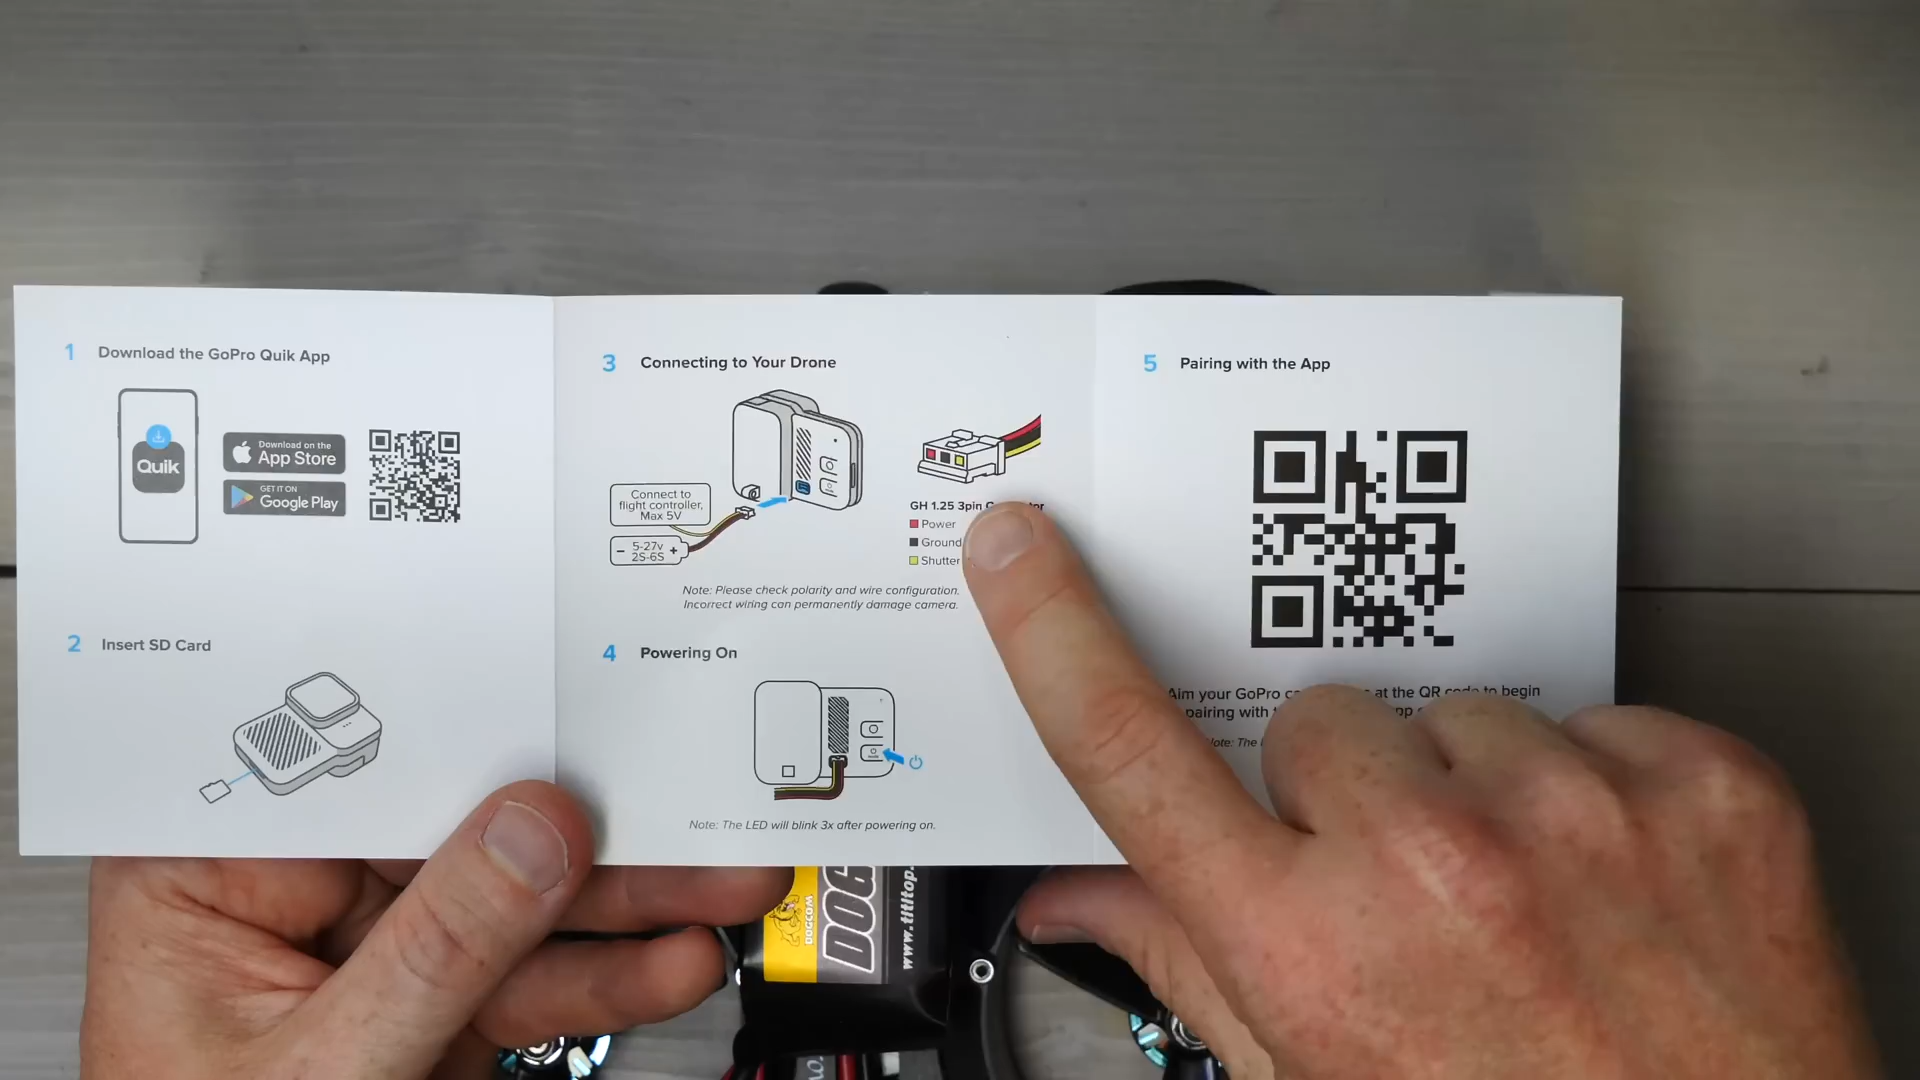 1 Download the GoPro Quik App
Quik
Download on the
App Store
GET IT ON
Google Play
2 Insert SD Card
3 Connecting to Your Drone
Connect to
flight controller,
Max 5V
- 5-27v +
2S-6S
GH 1.25 3pin
Power
Ground
Shutter
Note: Please check polarity and wire configuration.
Incorrect wiring can permanently damage camera.
4 Powering On
Note: The LED will blink 3x after powering on.
5 Pairing with the App
Aim your GoPro at the QR code to begin
pairing with
Note: The
DOGCOM
DOG
www.tititop.